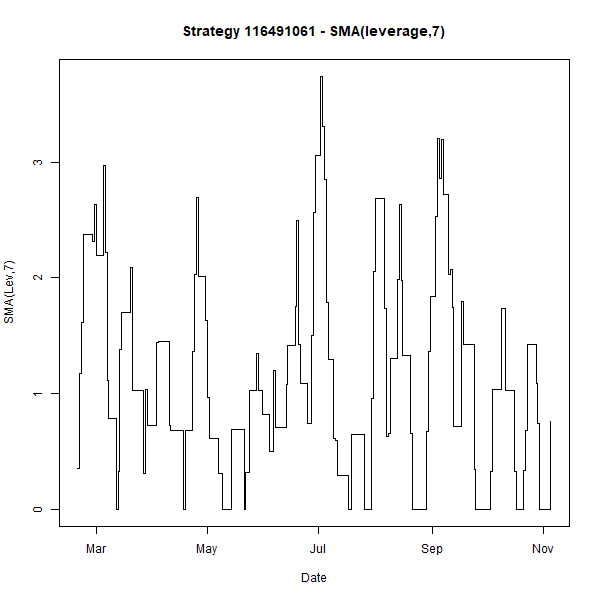 Strategy 116491061 - SMA(leverage,7)
SMA(Lev,7)
3
2
1
0
Mar May Jul Sep Nov
Date